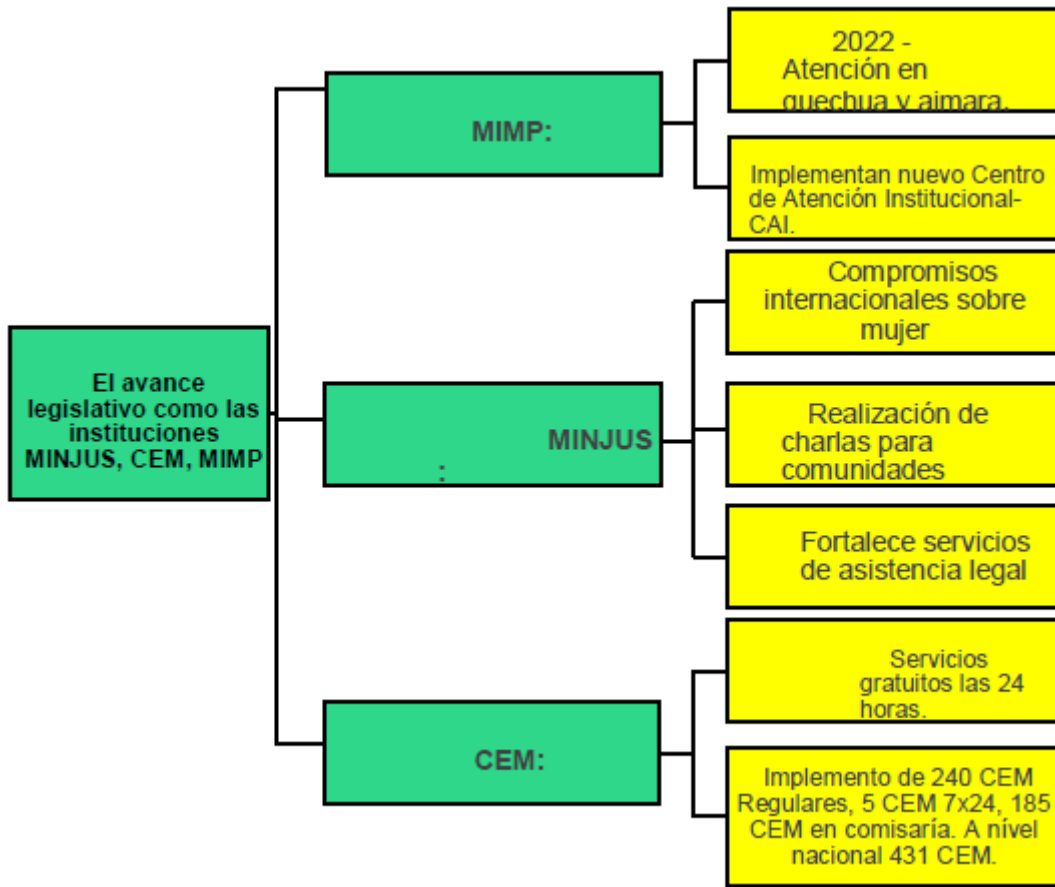 El avance
legislativo como las
instituciones
MINJUS, CEM, MIMP
MIMP:
2022 -
Atención en
quechua y aimara.
Implementan nuevo Centro
de Atención Institucional-
CAI.
MINJUS
:
Compromisos
internacionales sobre
mujer
Realización de
charlas para
comunidades
Fortalece servicios
de asistencia legal
CEM:
Servicios
gratuitos las 24
horas.
Implemento de 240 CEM
Regulares, 5 CEM 7x24, 185
CEM en comisaría. A nível
nacional 431 CEM.